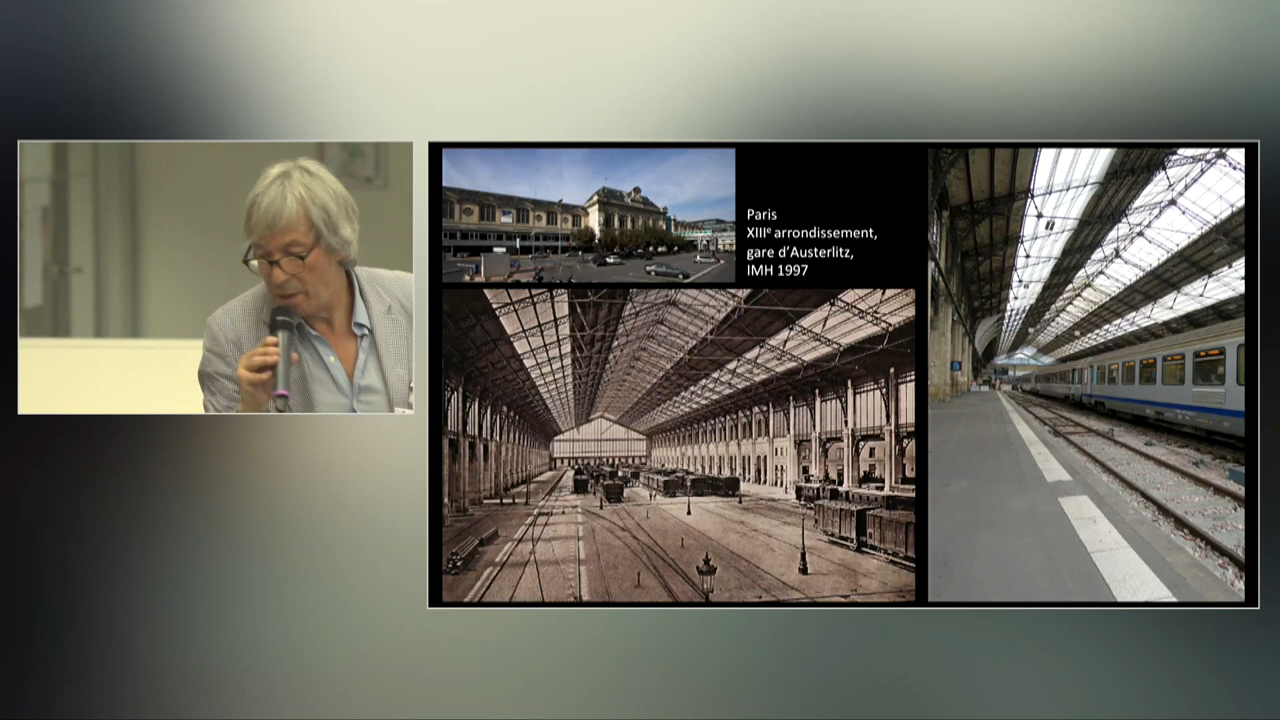 Paris
XIIIᵉ arrondissement,
gare d'Austerlitz,
IMH 1997